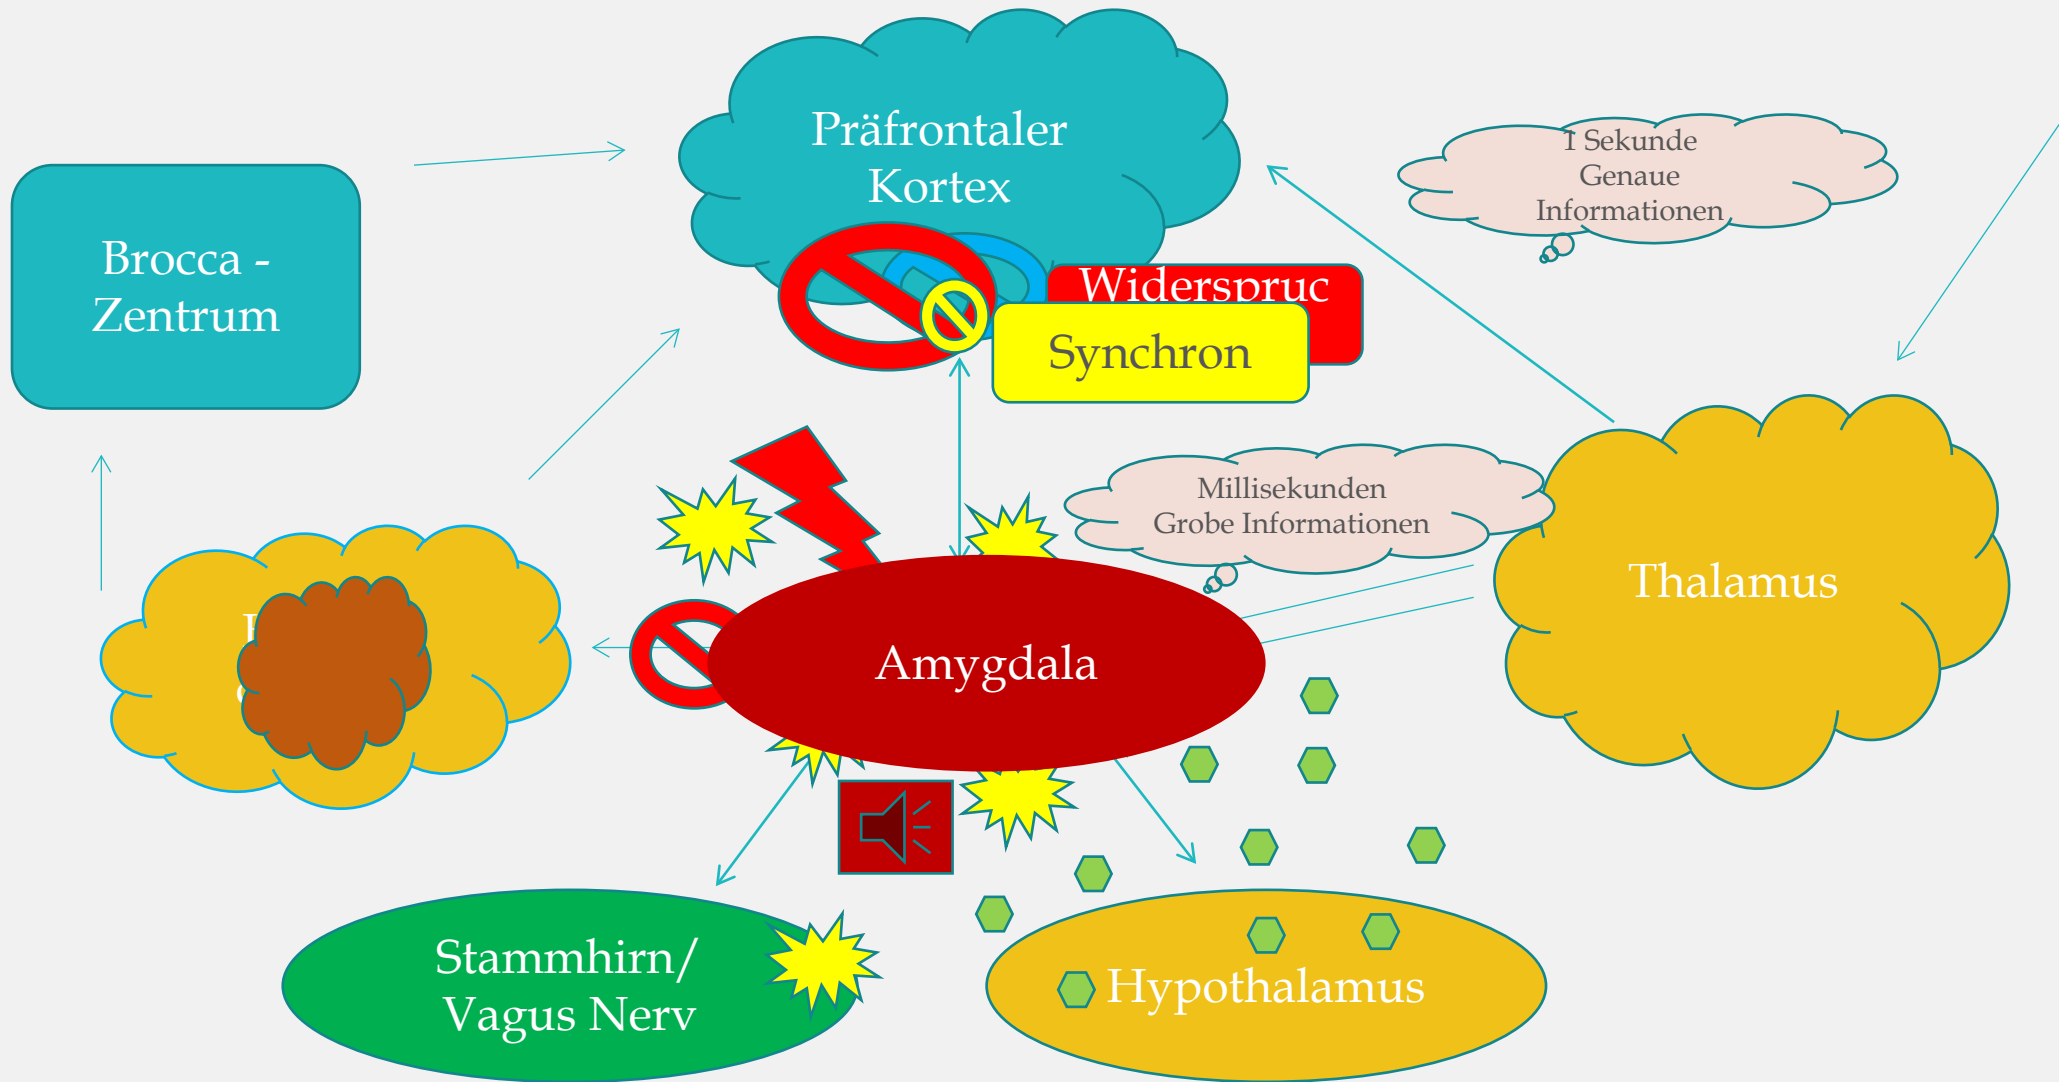 Präfrontaler
Kortex
1 Sekunde
Genaue
Informationen
Brocca -
Zentrum
Widerspruc
Synchron
Millisekunden
Grobe Informationen
Thalamus
Amygdala
Stammhirn/
Vagus Nerv
Hypothalamus